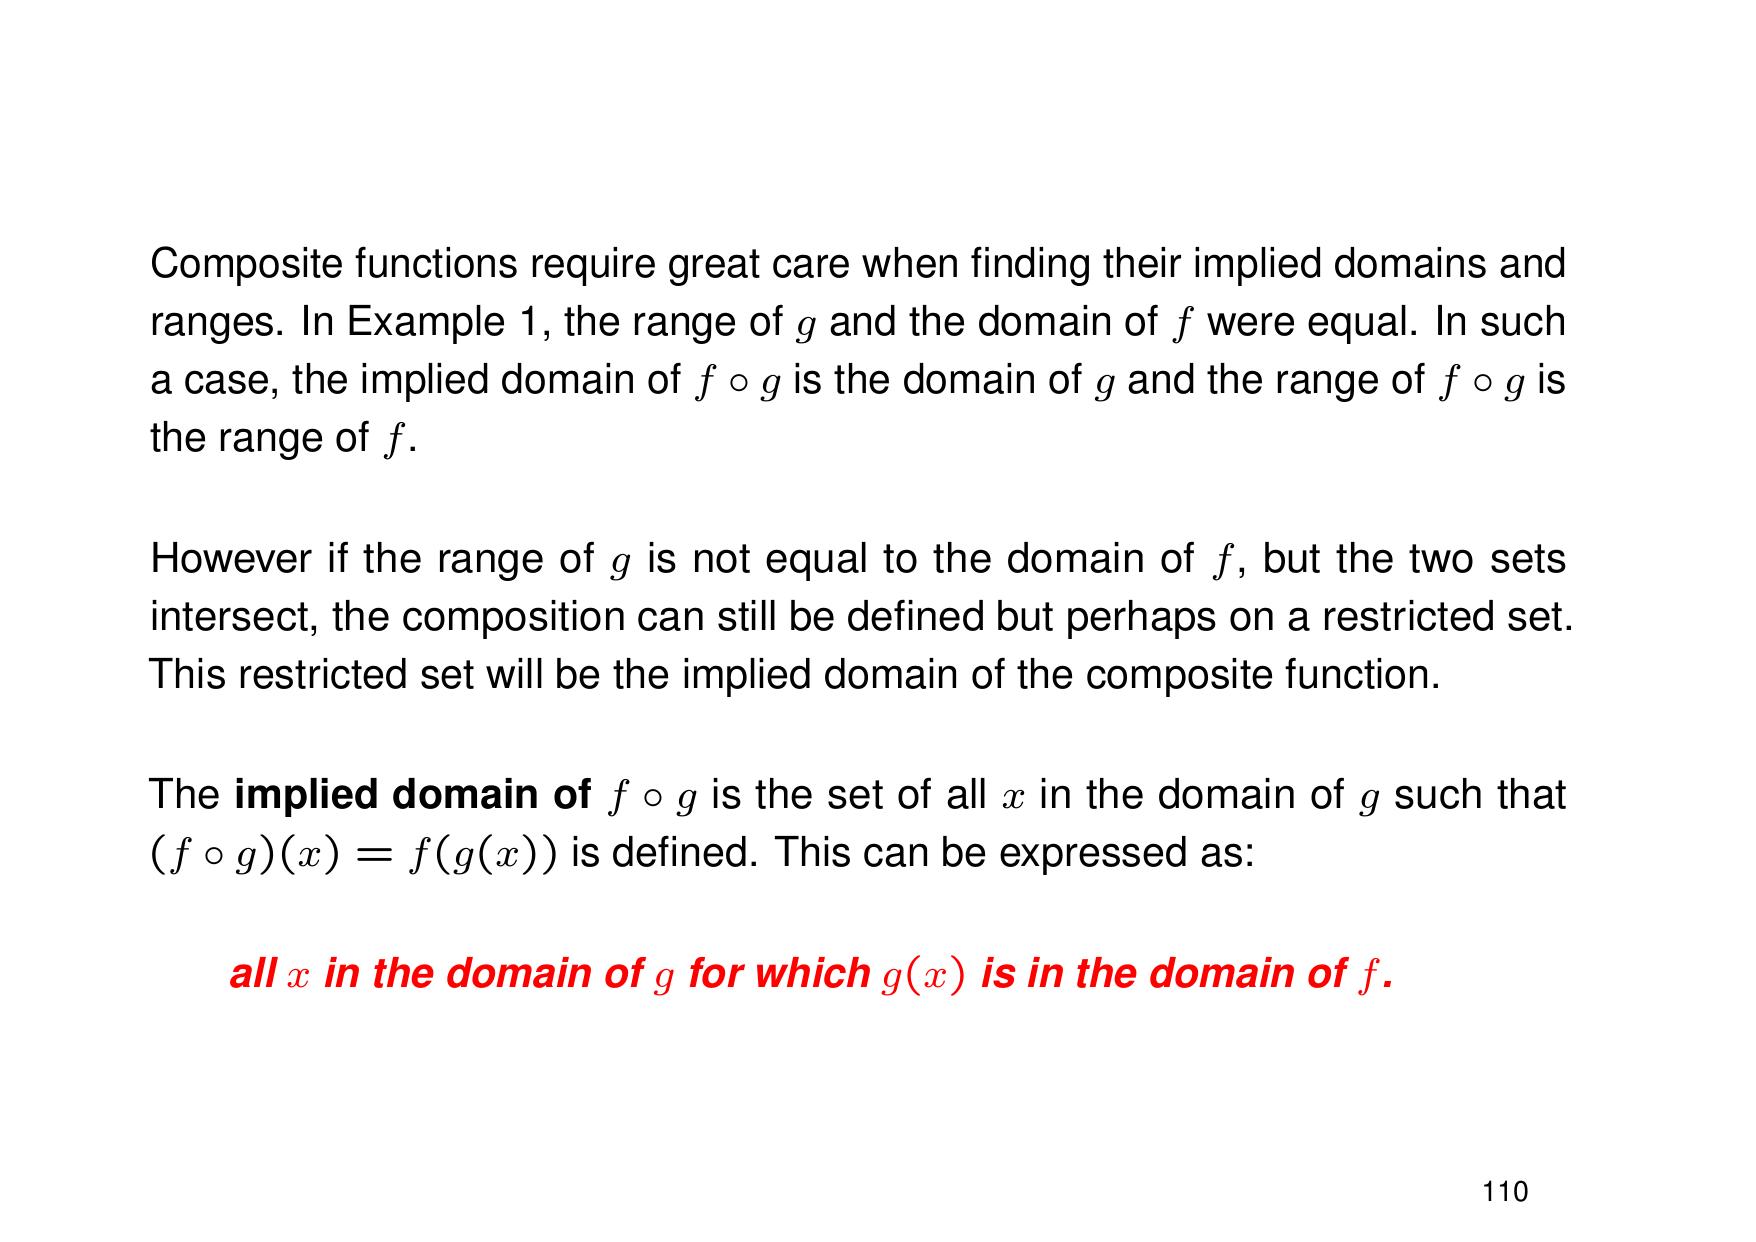 Composite functions require great care when finding their implied domains and
ranges. In Example 1, the range of g and the domain of f were equal. In such
a case, the implied domain of f ∘ g is the domain of g and the range of f ∘ g is
the range of f.
However if the range of g is not equal to the domain of f, but the two sets
intersect, the composition can still be defined but perhaps on a restricted set.
This restricted set will be the implied domain of the composite function.
The implied domain of f ∘ g is the set of all x in the domain of g such that
(f ∘ g)(x) = f(g(x)) is defined. This can be expressed as:
all x in the domain of g for which g(x) is in the domain of f.
110